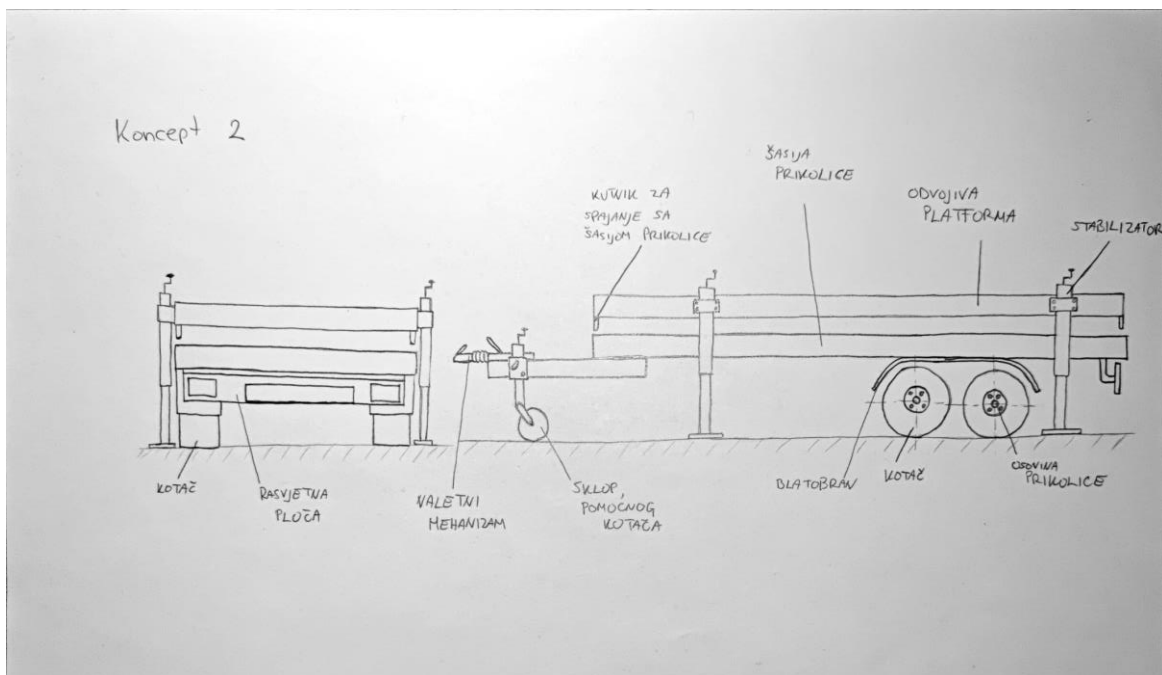 Koncept 2
KUTNIK ZA
SPAJANJE SA
ŠASIJOM PRIKOLICE
ŠASIJA
PRIKOLICE
ODVOJIVA
PLATFORMA
STABILIZATOR
KOTAČ
RASVJETNA
PLOČA
NALETNI
MEHANIZAM
SKLOP
POMOĆNOG
KOTAČA
BLATOBRAN
KOTAČ
OSOVINA
PRIKOLICE